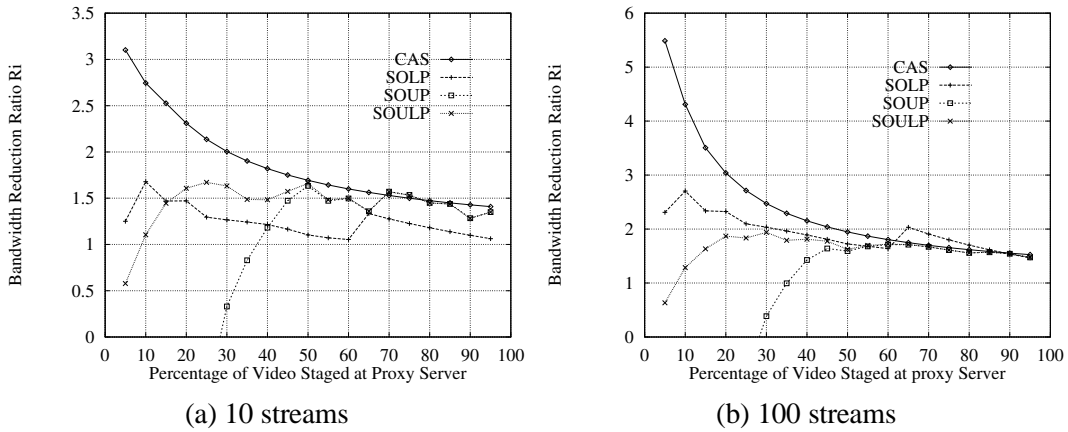 Bandwidth Reduction Ratio Ri
3.5
3
2.5
2
1.5
1
0.5
0
CAS
SOLP
SOUP
SOULP
0 10 20 30 40 50 60 70 80 90 100
Percentage of Video Staged at Proxy Server
(a) 10 streams
Bandwidth Reduction Ratio Ri
6
5
4
3
2
1
0
CAS
SOLP
SOUP
SOULP
0 10 20 30 40 50 60 70 80 90 100
Percentage of Video Staged at proxy Server
(b) 100 streams